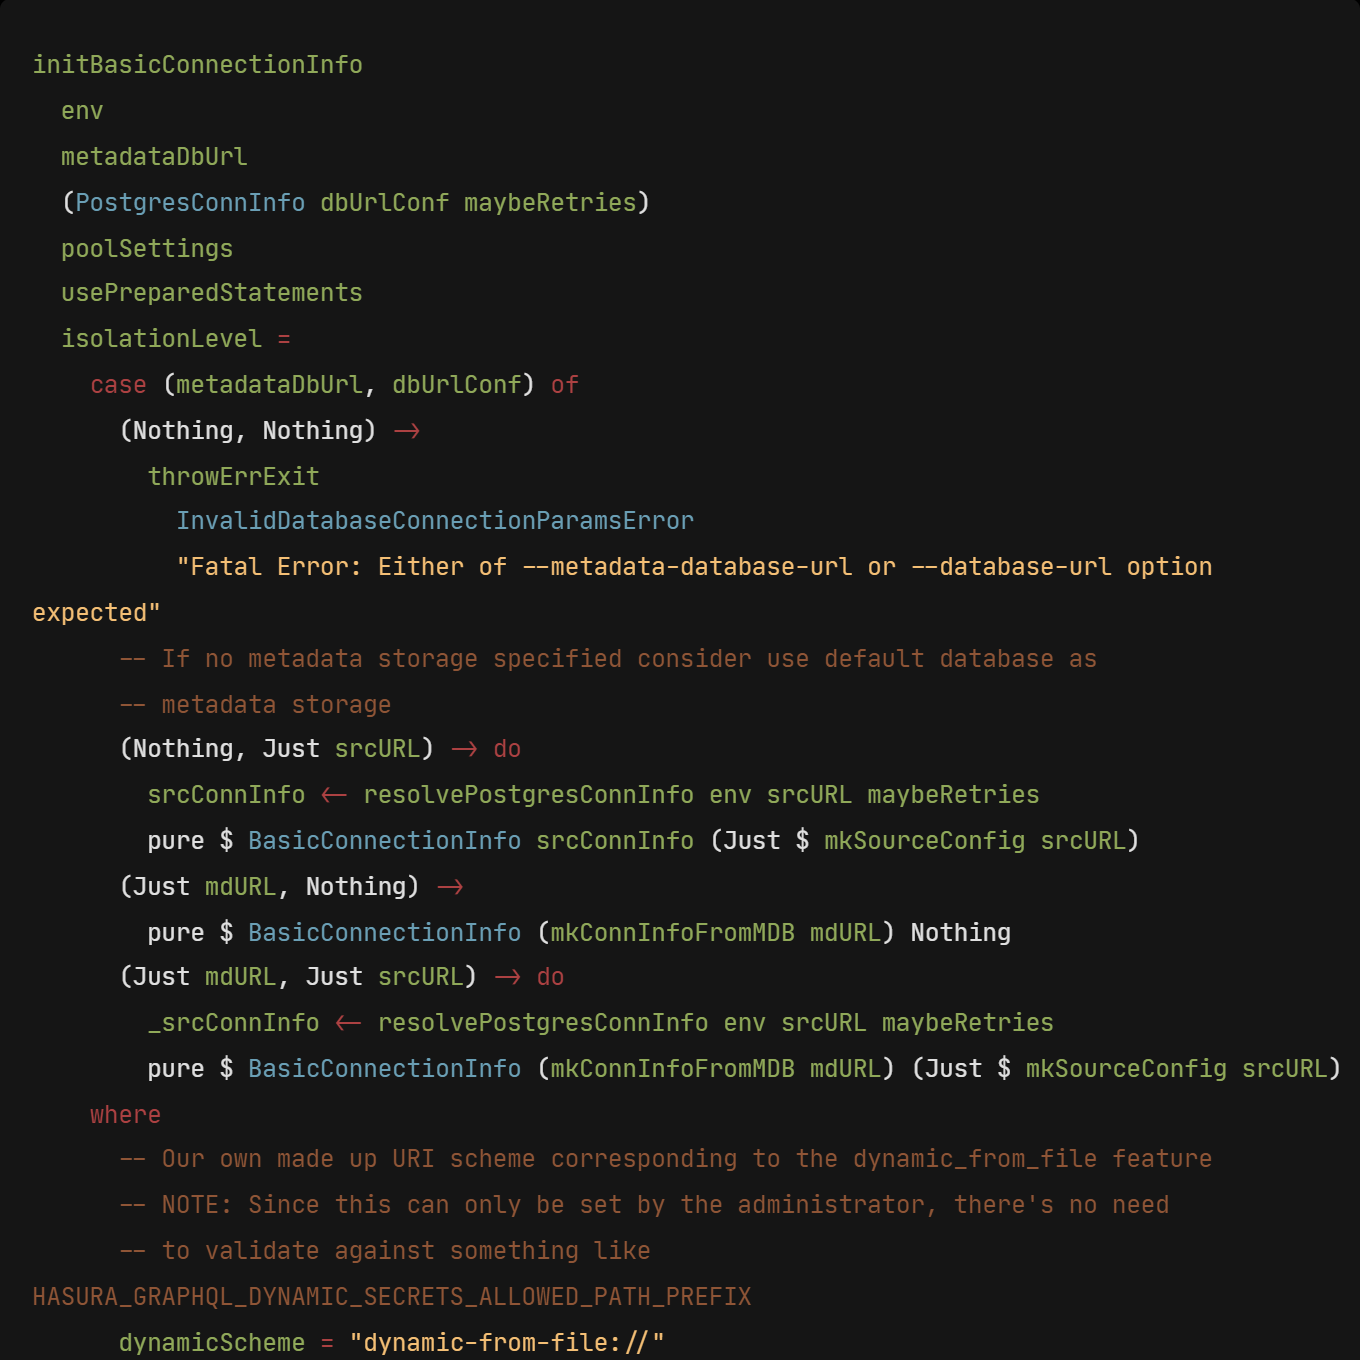 initBasicConnectionInfo
  env
  metadataDbUrl
  (PostgresConnInfo dbUrlConf maybeRetries)
  poolSettings
  usePreparedStatements
  isolationLevel =
    case (metadataDbUrl, dbUrlConf) of
      (Nothing, Nothing) ->
        throwErrExit
          InvalidDatabaseConnectionParamsError
          "Fatal Error: Either of --metadata-database-url or --database-url option
expected"
      -- If no metadata storage specified consider use default database as
      -- metadata storage
      (Nothing, Just srcURL) -> do
        srcConnInfo <- resolvePostgresConnInfo env srcURL maybeRetries
        pure $ BasicConnectionInfo srcConnInfo (Just $ mkSourceConfig srcURL)
      (Just mdURL, Nothing) ->
        pure $ BasicConnectionInfo (mkConnInfoFromMDB mdURL) Nothing
      (Just mdURL, Just srcURL) -> do
        _srcConnInfo <- resolvePostgresConnInfo env srcURL maybeRetries
        pure $ BasicConnectionInfo (mkConnInfoFromMDB mdURL) (Just $ mkSourceConfig srcURL)
    where
      -- Our own made up URI scheme corresponding to the dynamic_from_file feature
      -- NOTE: Since this can only be set by the administrator, there's no need
      -- to validate against something like
HASURA_GRAPHQL_DYNAMIC_SECRETS_ALLOWED_PATH_PREFIX
      dynamicScheme = "dynamic-from-file://"